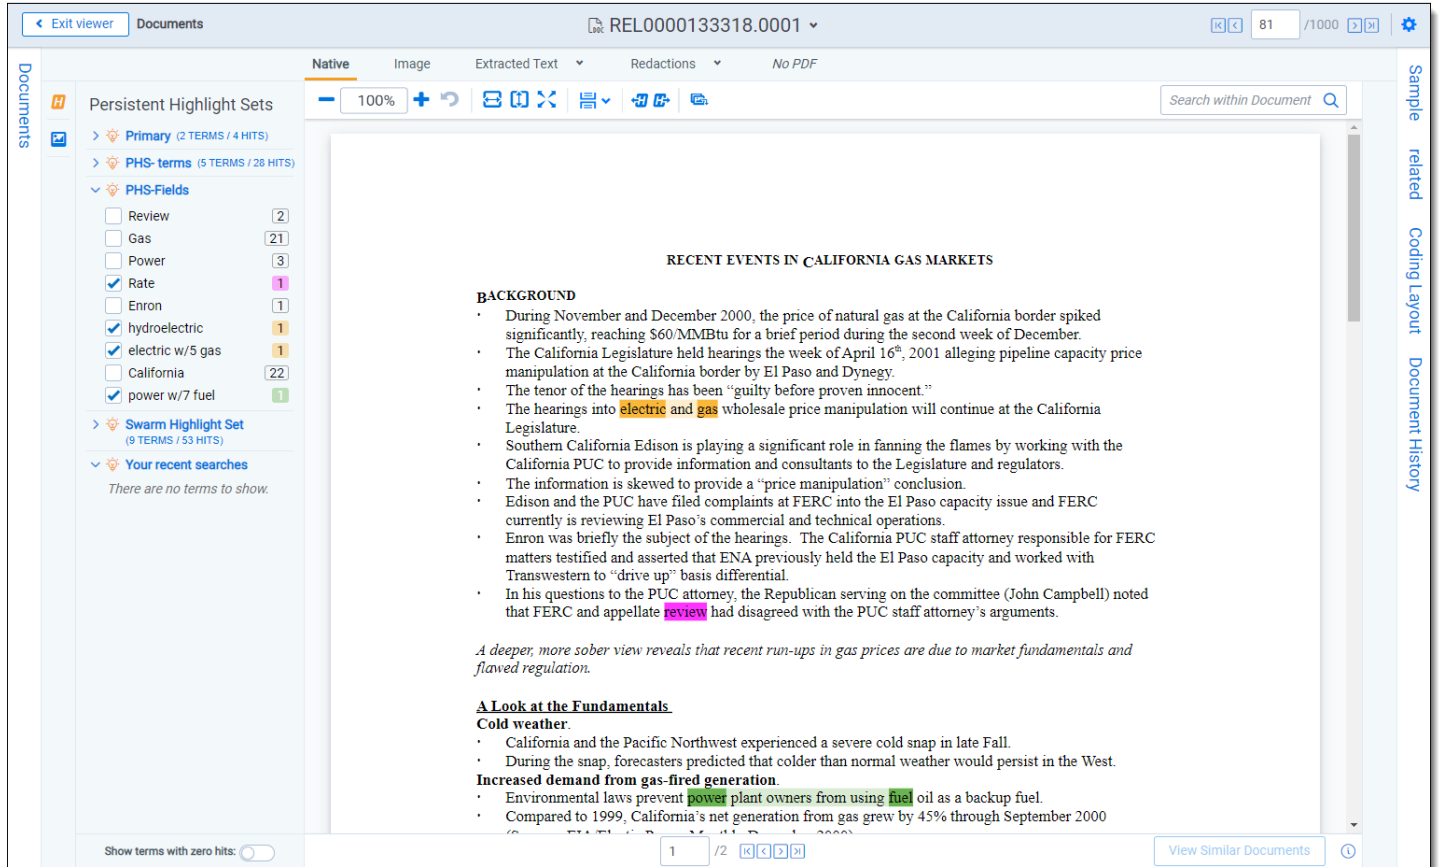 Exit viewer
Documents
REL0000133318.0001
81 /1000
Documents
Native
Image
Extracted Text
Redactions
No PDF
100%
Search within Document
Persistent Highlight Sets
Primary (2 TERMS / 4 HITS)
PHS- terms (5 TERMS / 28 HITS)
PHS-Fields
Review 2
Gas 21
Power 3
Rate 1
Enron 1
hydroelectric 1
electric w/5 gas 1
California 22
power w/7 fuel 1
Swarm Highlight Set
(9 TERMS / 53 HITS)
Your recent searches
There are no terms to show.
Show terms with zero hits:
RECENT EVENTS IN CALIFORNIA GAS MARKETS
BACKGROUND
· During November and December 2000, the price of natural gas at the California border spiked
significantly, reaching $60/MMBtu for a brief period during the second week of December.
· The California Legislature held hearings the week of April 16th, 2001 alleging pipeline capacity price
manipulation at the California border by El Paso and Dynegy.
· The tenor of the hearings has been “guilty before proven innocent.”
· The hearings into electric and gas wholesale price manipulation will continue at the California
Legislature.
· Southern California Edison is playing a significant role in fanning the flames by working with the
California PUC to provide information and consultants to the Legislature and regulators.
· The information is skewed to provide a “price manipulation” conclusion.
· Edison and the PUC have filed complaints at FERC into the El Paso capacity issue and FERC
currently is reviewing El Paso’s commercial and technical operations.
· Enron was briefly the subject of the hearings.  The California PUC staff attorney responsible for FERC
matters testified and asserted that ENA previously held the El Paso capacity and worked with
Transwestern to “drive up” basis differential.
· In his questions to the PUC attorney, the Republican serving on the committee (John Campbell) noted
that FERC and appellate review had disagreed with the PUC staff attorney’s arguments.
A deeper, more sober view reveals that recent run-ups in gas prices are due to market fundamentals and
flawed regulation.
A Look at the Fundamentals
Cold weather.
· California and the Pacific Northwest experienced a severe cold snap in late Fall.
· During the snap, forecasters predicted that colder than normal weather would persist in the West.
Increased demand from gas-fired generation.
· Environmental laws prevent power plant owners from using fuel oil as a backup fuel.
· Compared to 1999, California’s net generation from gas grew by 45% through September 2000
1 /2
View Similar Documents
Sample
related
Coding Layout
Document History